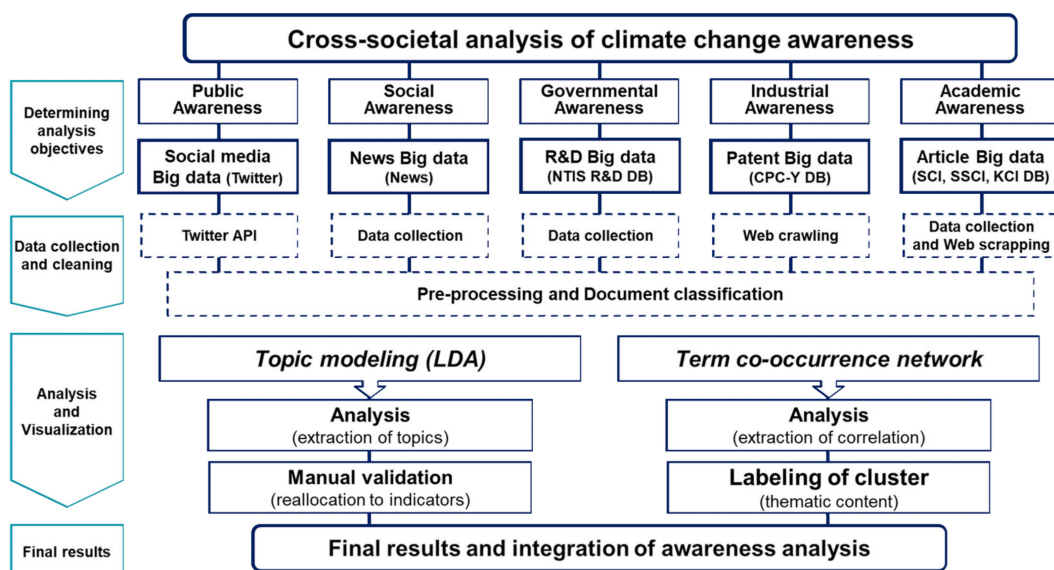 Cross-societal analysis of climate change awareness
Determining
analysis
objectives
Public
Awareness
Social
Awareness
Governmental
Awareness
Industrial
Awareness
Academic
Awareness
Social media
Big data (Twitter)
News Big data
(News)
R&D Big data
(NTIS R&D DB)
Patent Big data
(CPC-Y DB)
Article Big data
(SCI, SSCI, KCI DB)
Data collection
and cleaning
Twitter API
Data collection
Data collection
Web crawling
Data collection
and Web scrapping
Pre-processing and Document classification
Analysis
and
Visualization
Topic modeling (LDA)
Term co-occurrence network
Analysis
(extraction of topics)
Analysis
(extraction of correlation)
Manual validation
(reallocation to indicators)
Labeling of cluster
(thematic content)
Final results
Final results and integration of awareness analysis